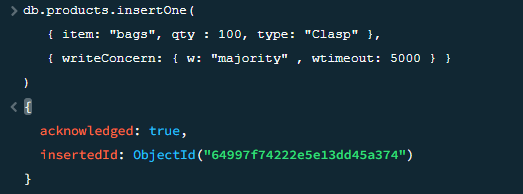 > db.products.insertOne(
{ item: "bags", qty : 100, type: "Clasp" },
{ writeConcern: { w: "majority" , wtimeout: 5000 } }
)
< {
acknowledged: true,
insertedId: ObjectId("64997f74222e5e13dd45a374")
}